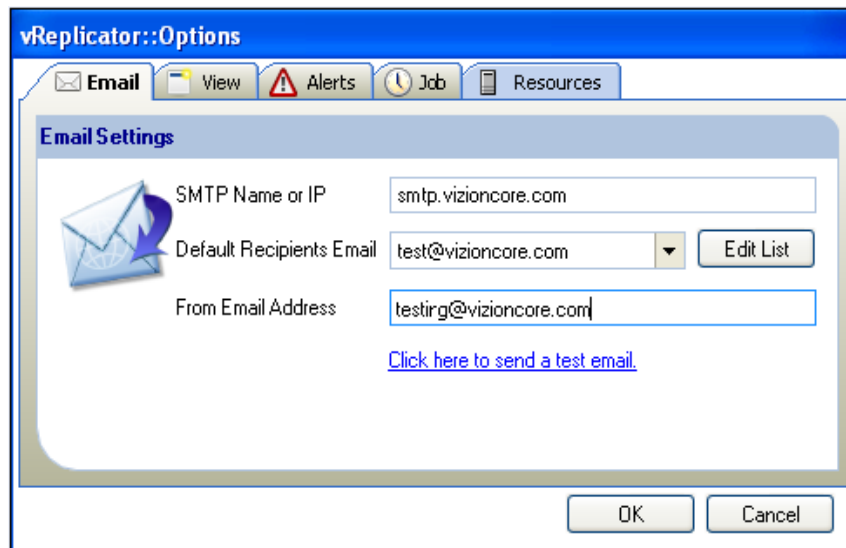 vReplicator::Options
Email View Alerts Job Resources
Email Settings
SMTP Name or IP smtp.vizioncore.com
Default Recipients Email test@vizioncore.com Edit List
From Email Address testirg@vizioncore.com
Click here to send a test email.
OK Cancel